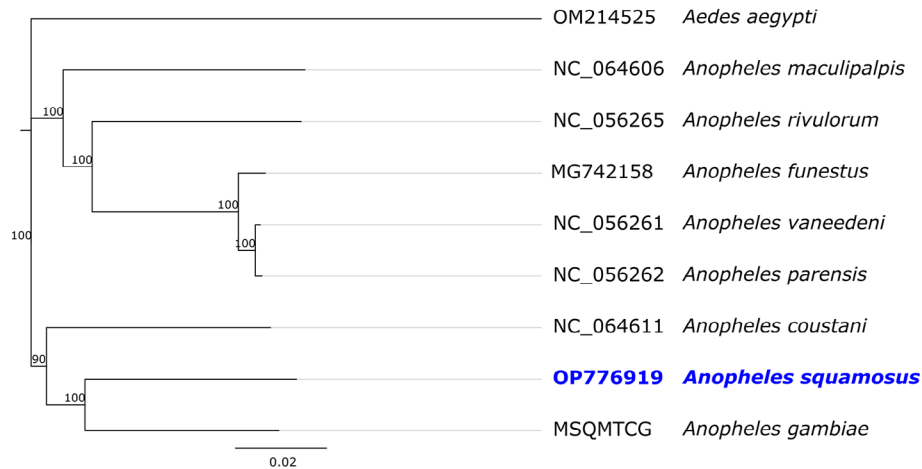 OM214525 Aedes aegypti
NC_064606 Anopheles maculipalpis
100
NC_056265 Anopheles rivulorum
100
MG742158 Anopheles funestus
100
NC_056261 Anopheles vaneedeni
100
100
NC_056262 Anopheles parensis
NC_064611 Anopheles coustani
90
OP776919 Anopheles squamosus
100
MSQMTCG Anopheles gambiae
0.02